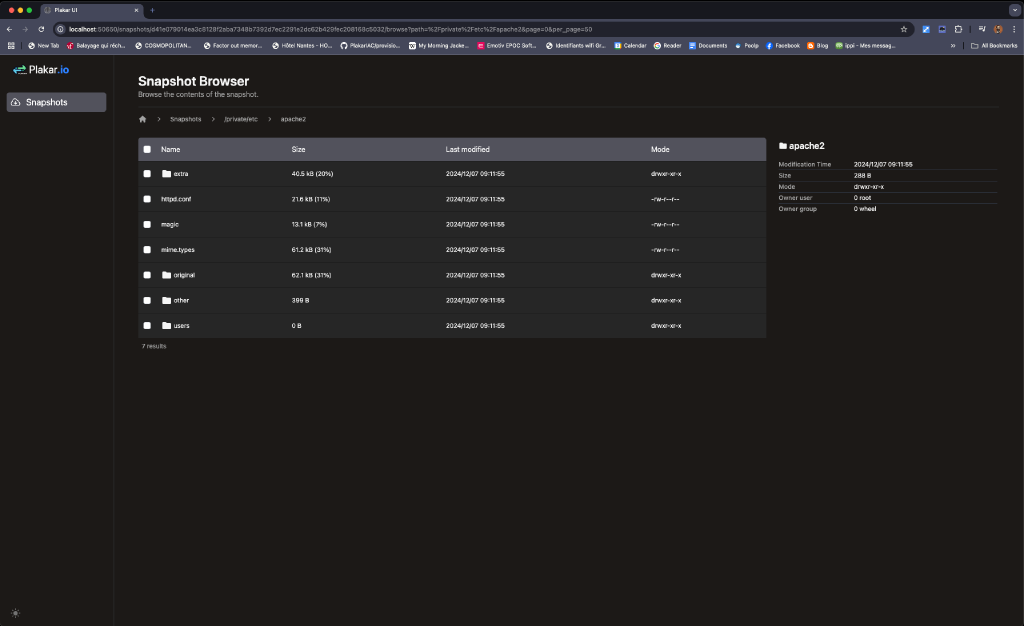 Plakar UI
localhost:50650/snapshots/d41e079014ea3c8128f2aba7348b7392d7ec2291e2dc62b429fec208168c5032/browse?path=%2Fprivate%2Fetc%2Fapache2&page=0&per_page=50
New Tab Balayage qui réch... COSMOPOLITAN... Factor out memor... Hôtel Nantes - HO... PlakarIAC/provisio... My Morning Jacke... Emotiv EPOC Soft... Identifiants wifi Gr... Calendar Reader Documents Poolp Facebook Blog ippi - Mes messag... » All Bookmarks
Plakar.io
Snapshots
Snapshot Browser
Browse the contents of the snapshot.
Snapshots > /private/etc > apache2
Name Size Last modified Mode
extra 40.5 kB (20%) 2024/12/07 09:11:55 drwxr-xr-x
httpd.conf 21.6 kB (11%) 2024/12/07 09:11:55 -rw-r--r--
magic 13.1 kB (7%) 2024/12/07 09:11:55 -rw-r--r--
mime.types 61.2 kB (31%) 2024/12/07 09:11:55 -rw-r--r--
original 62.1 kB (31%) 2024/12/07 09:11:55 drwxr-xr-x
other 399 B 2024/12/07 09:11:55 drwxr-xr-x
users 0 B 2024/12/07 09:11:55 drwxr-xr-x
7 results
apache2
Modification Time 2024/12/07 09:11:55
Size 288 B
Mode drwxr-xr-x
Owner user 0 root
Owner group 0 wheel